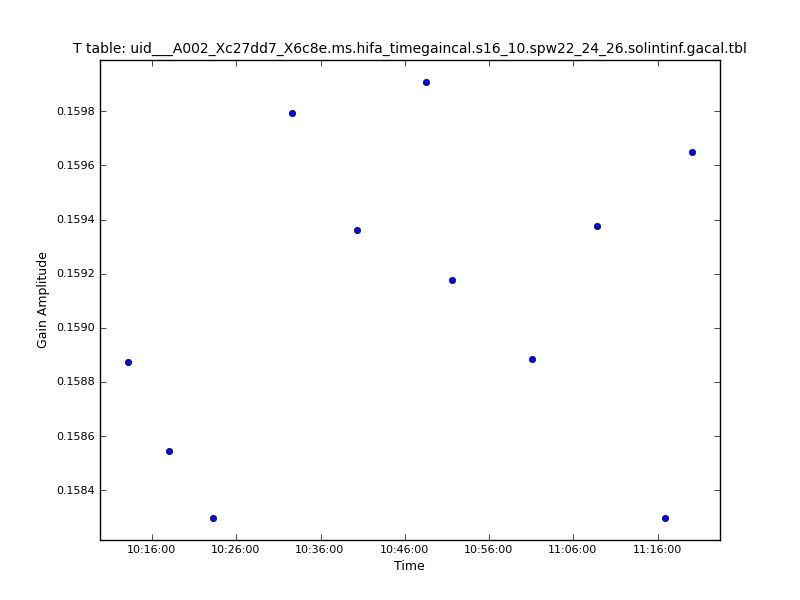 T table: uid___A002_Xc27dd7_X6c8e.ms.hifa_timegaincal.s16_10.spw22_24_26.solintinf.gacal.tbl
Gain Amplitude
0.1598
0.1596
0.1594
0.1592
0.1590
0.1588
0.1586
0.1584
10:16:00 10:26:00 10:36:00 10:46:00 10:56:00 11:06:00 11:16:00
Time